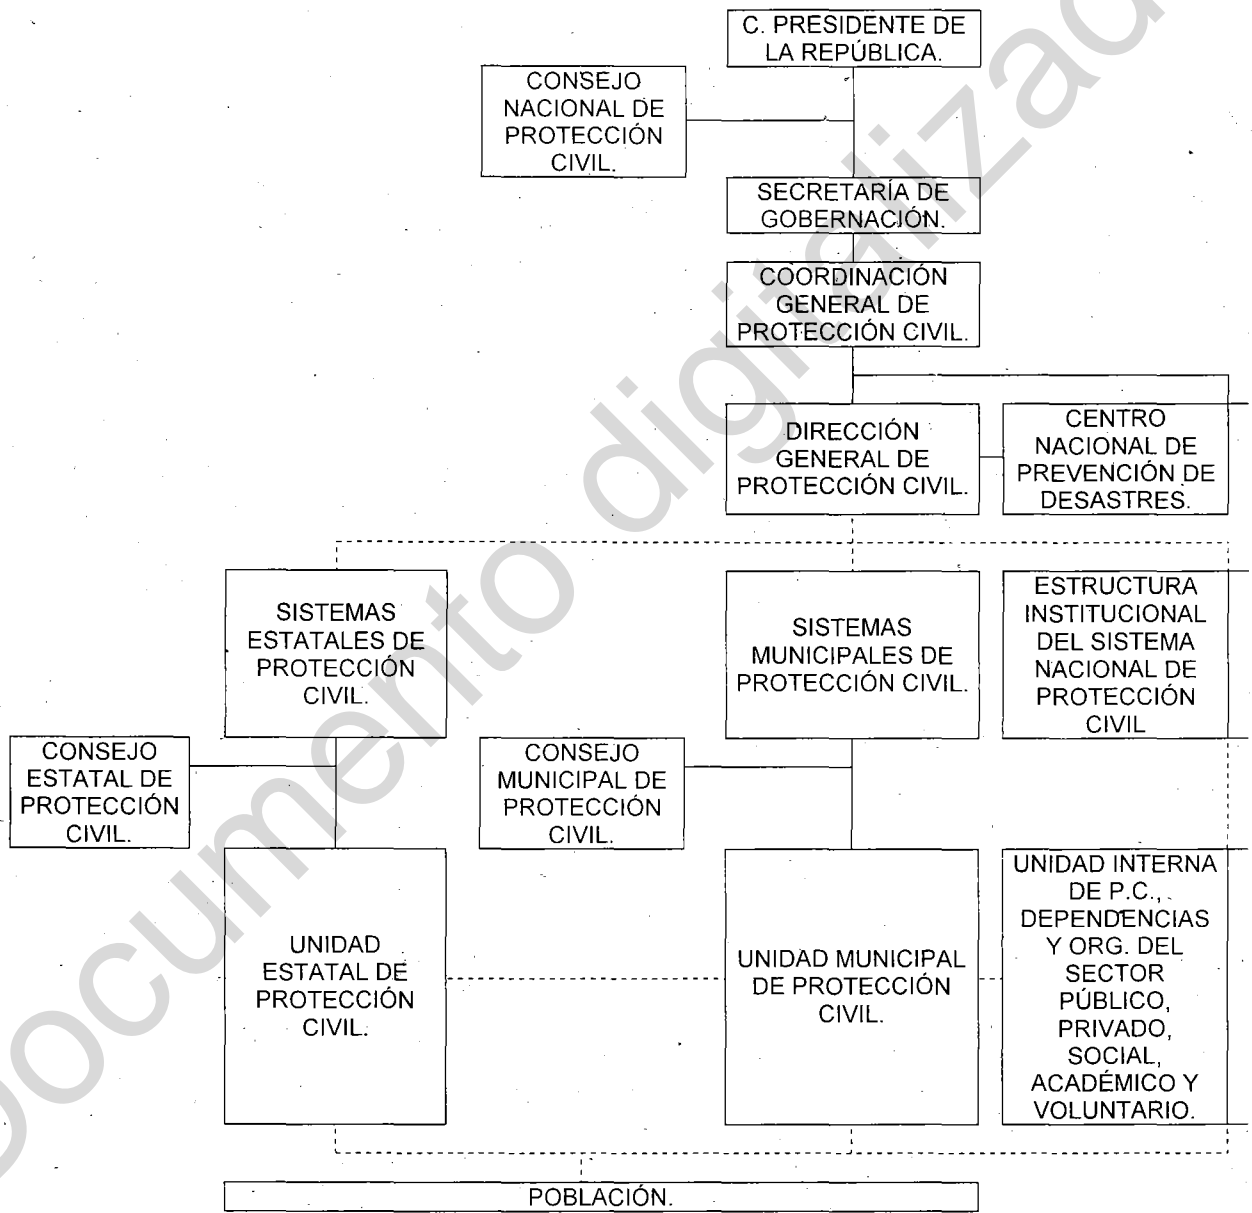 C. PRESIDENTE DE
LA REPÚBLICA.
CONSEJO
NACIONAL DE
PROTECCIÓN
CIVIL.
SECRETARÍA DE
GOBERNACIÓN.
COORDINACIÓN
GENERAL DE
PROTECCIÓN CIVIL.
DIRECCIÓN
GENERAL DE
PROTECCIÓN CIVIL.
CENTRO
NACIONAL DE
PREVENCIÓN DE
DESASTRES.
SISTEMAS
ESTATALES DE
PROTECCIÓN
CIVIL.
SISTEMAS
MUNICIPALES DE
PROTECCIÓN CIVIL.
ESTRUCTURA
INSTITUCIONAL
DEL SISTEMA
NACIONAL DE
PROTECCIÓN
CIVIL
CONSEJO
ESTATAL DE
PROTECCIÓN
CIVIL.
CONSEJO
MUNICIPAL DE
PROTECCIÓN
CIVIL.
UNIDAD
ESTATAL DE
PROTECCIÓN
CIVIL.
UNIDAD MUNICIPAL
DE PROTECCIÓN
CIVIL.
UNIDAD INTERNA
DE P.C.,
DEPENDENCIAS
Y ORG. DEL
SECTOR
PÚBLICO,
PRIVADO,
SOCIAL,
ACADÉMICO Y
VOLUNTARIO.
POBLACIÓN.
Documento digitalizad